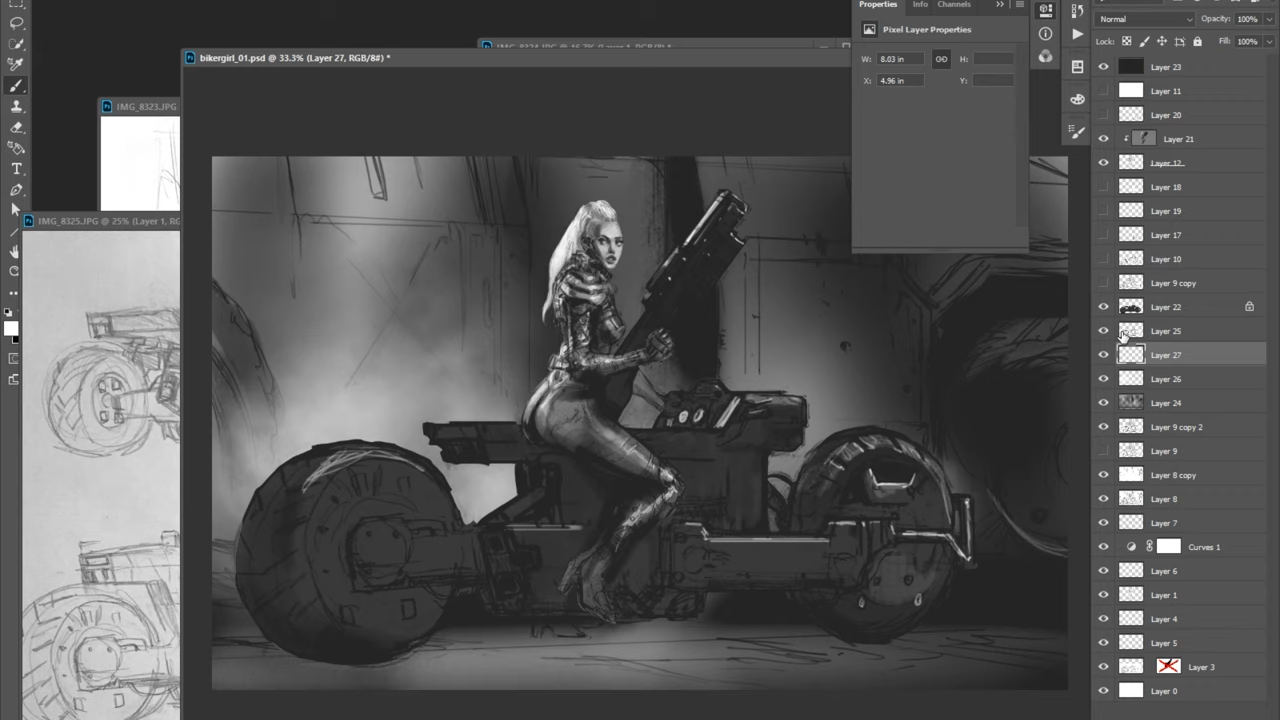 Properties Info Channels
Pixel Layer Properties
W: 8.03 in H:
X: 4.96 in Y:
Normal Opacity: 100%
Lock: Fill: 100%
bikergirl_01.psd @ 33.3% (Layer 27, RGB/8#) *
IMG_8323.JPG
IMG_8325.JPG @ 25% (Layer 1, RG
Layer 23
Layer 11
Layer 20
Layer 21
Layer 12
Layer 18
Layer 19
Layer 17
Layer 10
Layer 9 copy
Layer 22
Layer 25
Layer 27
Layer 26
Layer 24
Layer 9 copy 2
Layer 9
Layer 8 copy
Layer 8
Layer 7
Curves 1
Layer 6
Layer 1
Layer 4
Layer 5
Layer 3
Layer 0